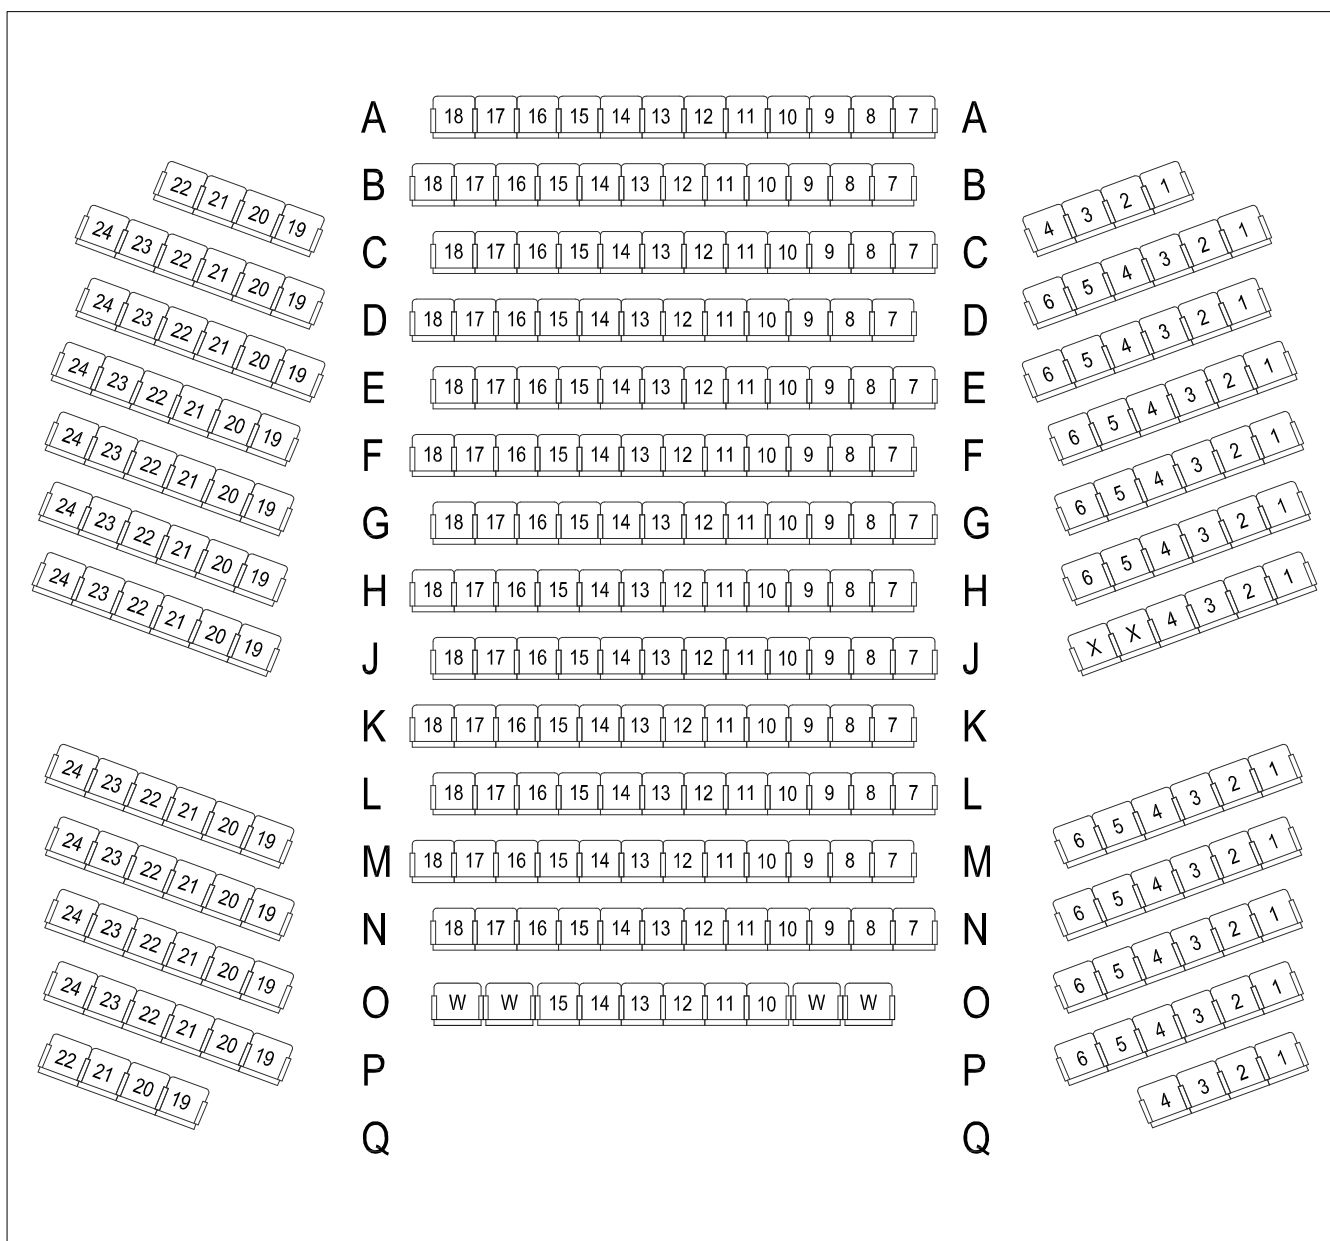 22 21 20 19
24 23 22 21 20 19
24 23 22 21 20 19
24 23 22 21 20 19
24 23 22 21 20 19
24 23 22 21 20 19
24 23 22 21 20 19
24 23 22 21 20 19
24 23 22 21 20 19
24 23 22 21 20 19
24 23 22 21 20 19
22 21 20 19
A 18 17 16 15 14 13 12 11 10 9 8 7 A
B 18 17 16 15 14 13 12 11 10 9 8 7 B
C 18 17 16 15 14 13 12 11 10 9 8 7 C
D 18 17 16 15 14 13 12 11 10 9 8 7 D
E 18 17 16 15 14 13 12 11 10 9 8 7 E
F 18 17 16 15 14 13 12 11 10 9 8 7 F
G 18 17 16 15 14 13 12 11 10 9 8 7 G
H 18 17 16 15 14 13 12 11 10 9 8 7 H
J 18 17 16 15 14 13 12 11 10 9 8 7 J
K 18 17 16 15 14 13 12 11 10 9 8 7 K
L 18 17 16 15 14 13 12 11 10 9 8 7 L
M 18 17 16 15 14 13 12 11 10 9 8 7 M
N 18 17 16 15 14 13 12 11 10 9 8 7 N
O W W 15 14 13 12 11 10 W W O
P P
Q Q
4 3 2 1
6 5 4 3 2 1
6 5 4 3 2 1
6 5 4 3 2 1
6 5 4 3 2 1
6 5 4 3 2 1
X X 4 3 2 1
6 5 4 3 2 1
6 5 4 3 2 1
6 5 4 3 2 1
6 5 4 3 2 1
4 3 2 1